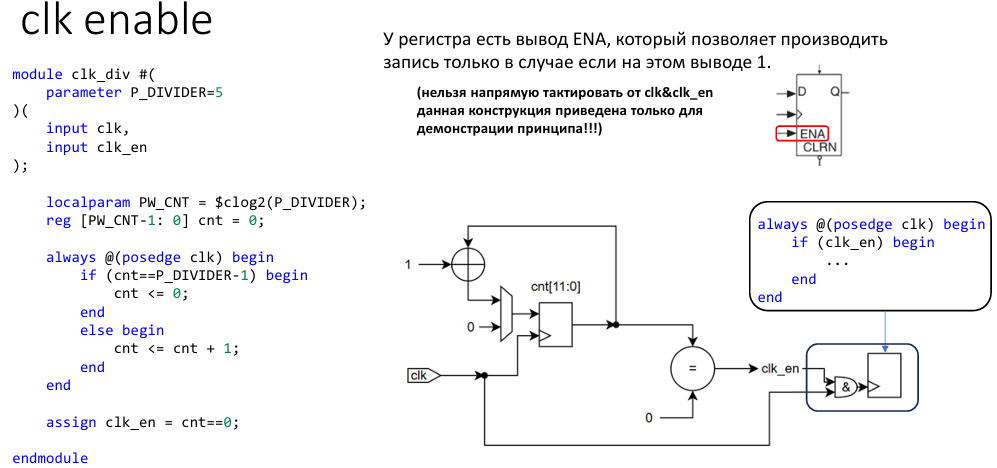 clk enable
У регистра есть вывод ENA, который позволяет производить
запись только в случае если на этом выводе 1.
(нельзя напрямую тактировать от clk&clk_en
данная конструкция приведена только для
демонстрации принципа!!!)
module clk_div #(
    parameter P_DIVIDER=5
)(
    input clk,
    input clk_en
);
    localparam PW_CNT = $clog2(P_DIVIDER);
    reg [PW_CNT-1: 0] cnt = 0;
    always @(posedge clk) begin
        if (cnt==P_DIVIDER-1) begin
            cnt <= 0;
        end
        else begin
            cnt <= cnt + 1;
        end
    end
    assign clk_en = cnt==0;
endmodule
D Q
ENA
CLRN
always @(posedge clk) begin
    if (clk_en) begin
        ...
    end
end
1
cnt[11:0]
0
clk
=
clk_en
&
0